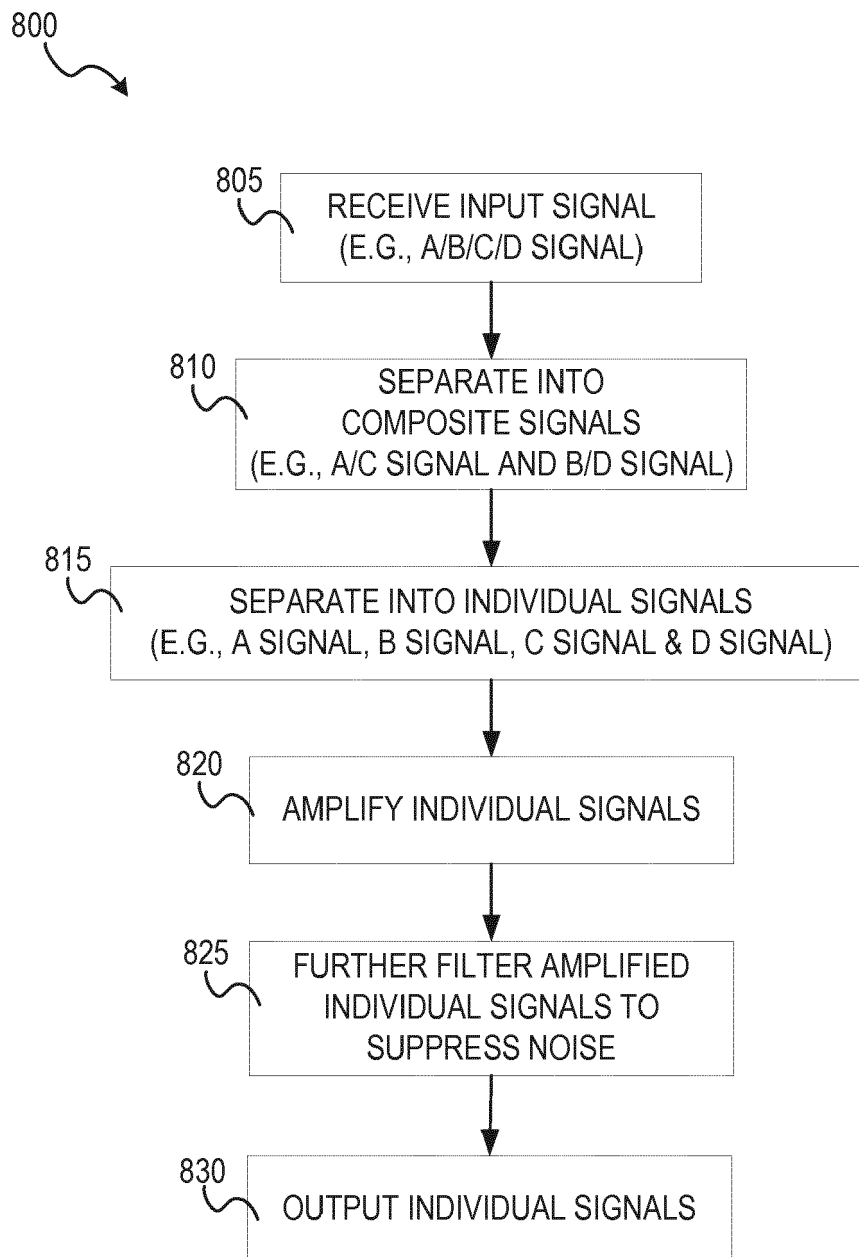 800
805
RECEIVE INPUT SIGNAL
(E.G., A/B/C/D SIGNAL)
810
SEPARATE INTO
COMPOSITE SIGNALS
(E.G., A/C SIGNAL AND B/D SIGNAL)
815
SEPARATE INTO INDIVIDUAL SIGNALS
(E.G., A SIGNAL, B SIGNAL, C SIGNAL & D SIGNAL)
820
AMPLIFY INDIVIDUAL SIGNALS
825
FURTHER FILTER AMPLIFIED
INDIVIDUAL SIGNALS TO
SUPPRESS NOISE
830
OUTPUT INDIVIDUAL SIGNALS